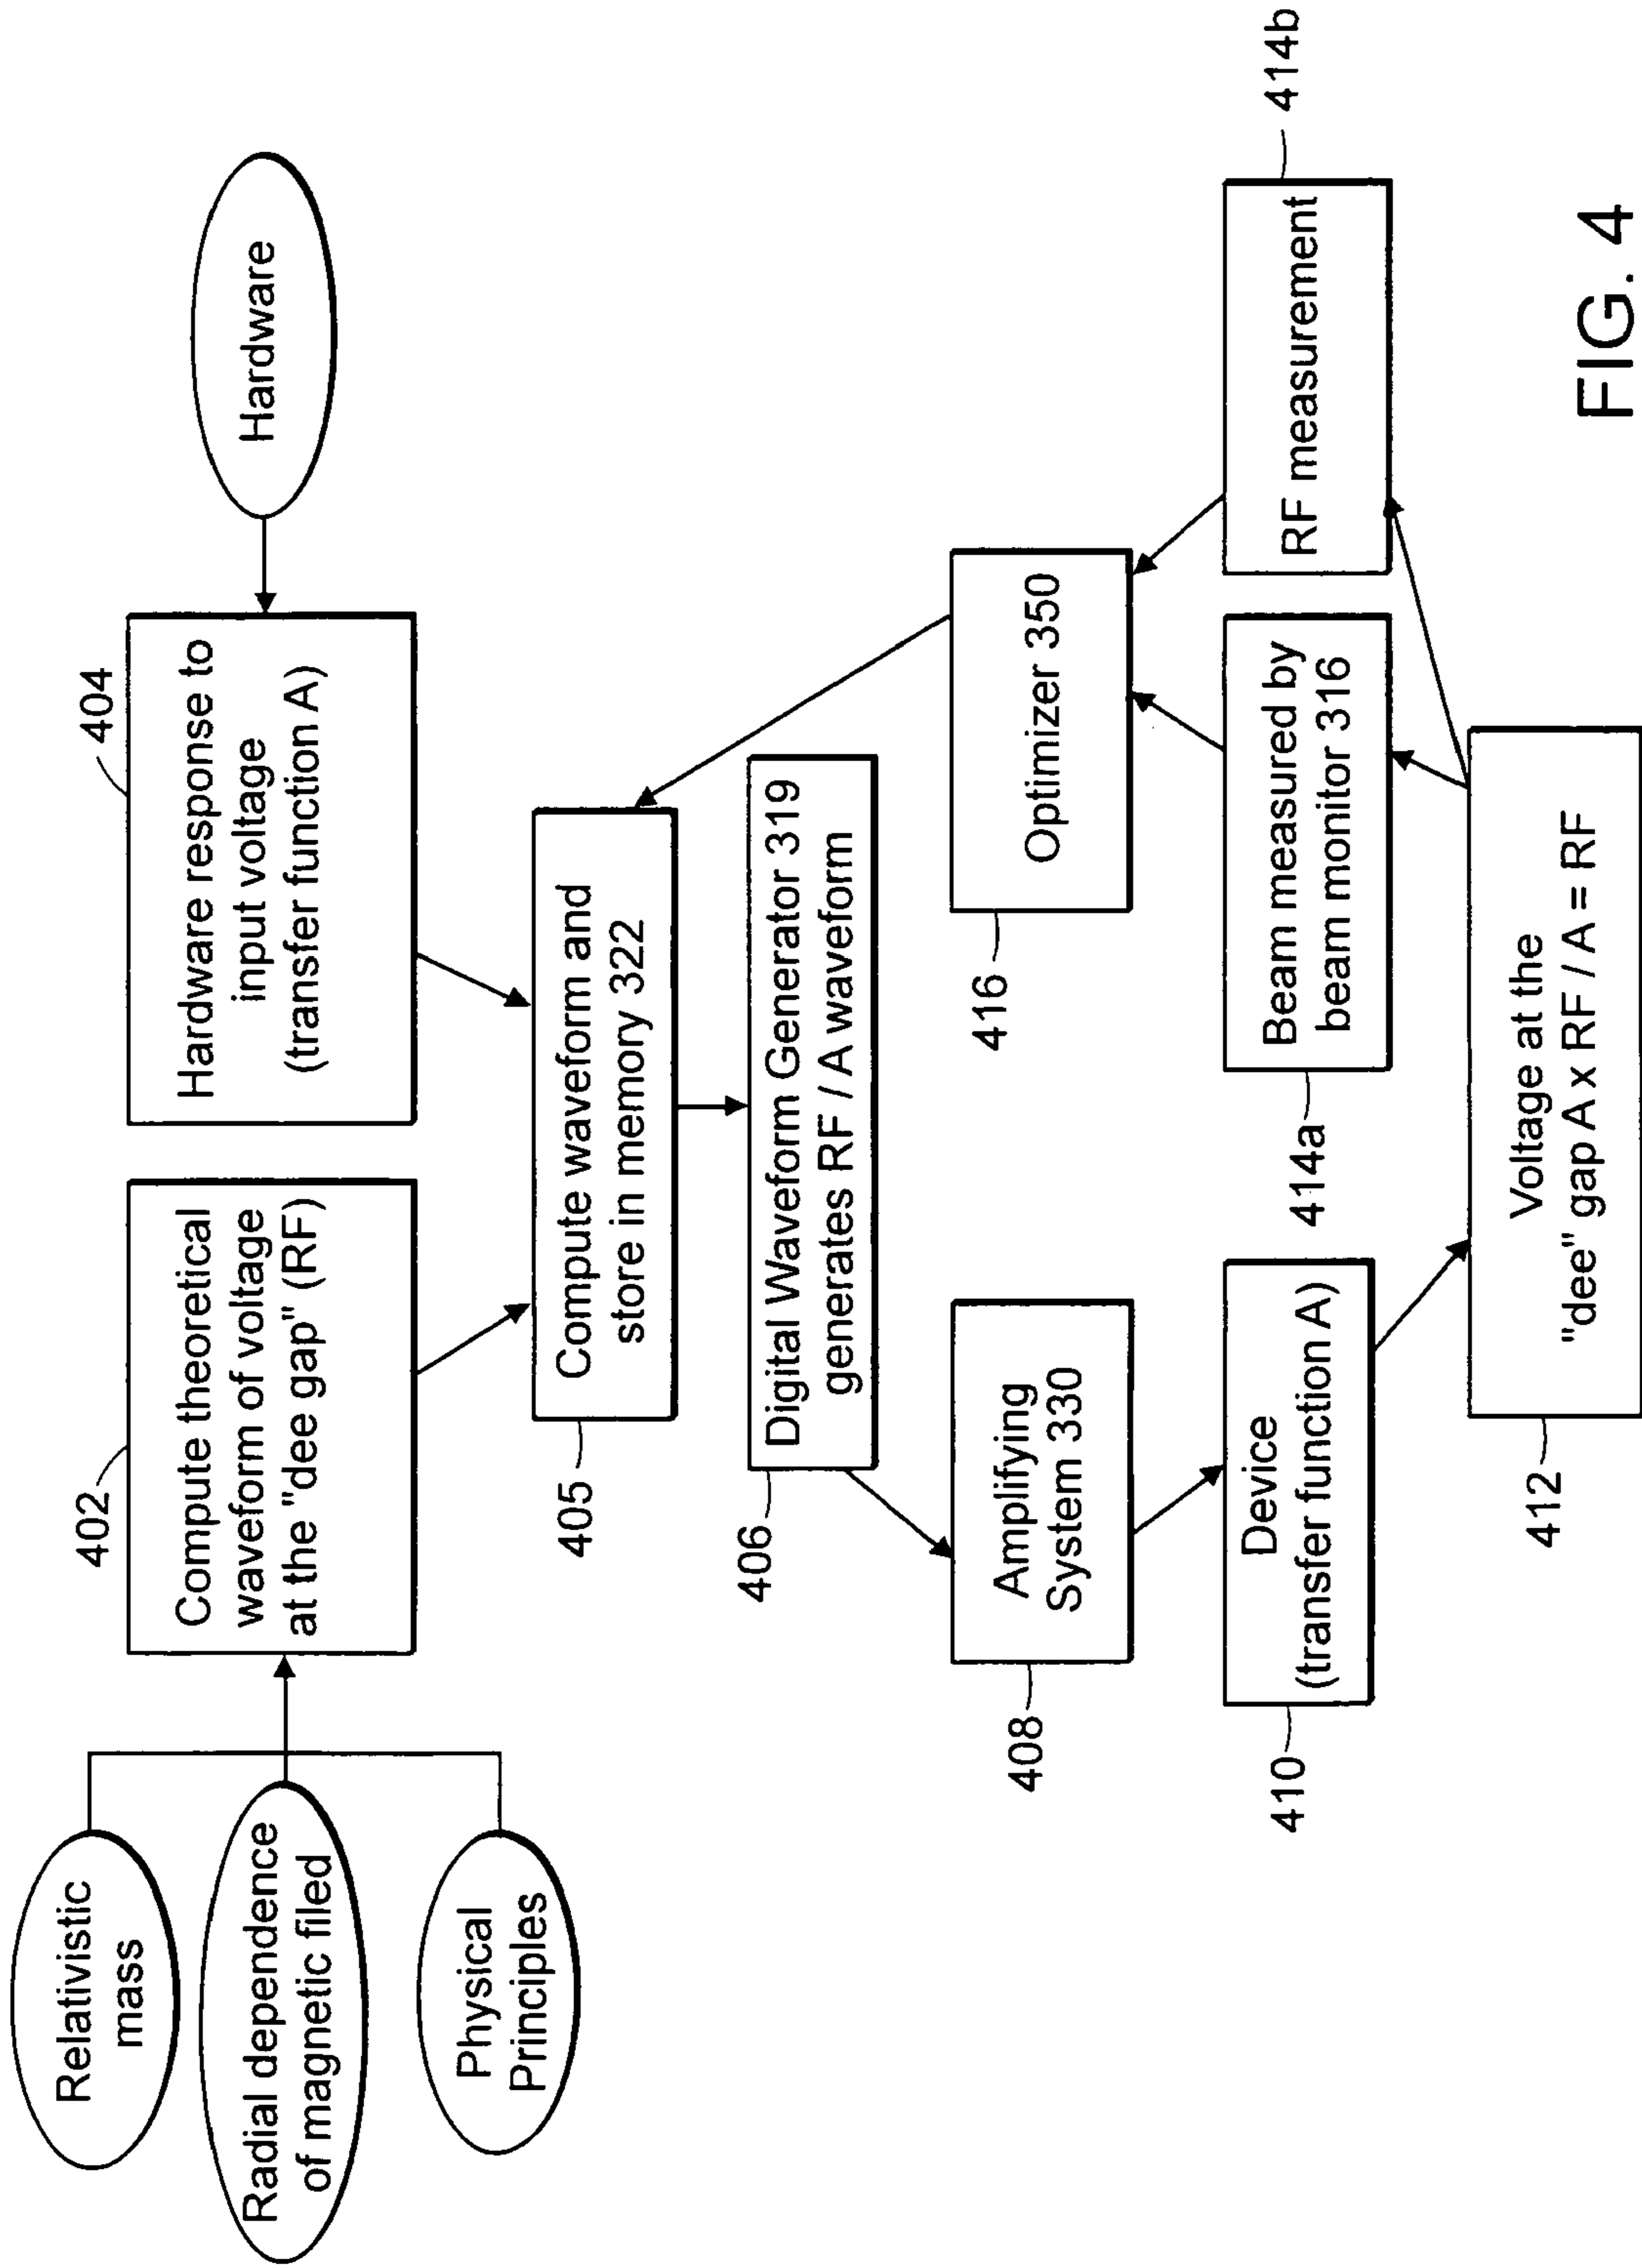 Relativistic
mass
Radial dependence
of magnetic filed
Physical
Principles
402
Compute theoretical
waveform of voltage
at the "dee gap" (RF)
404
Hardware response to
input voltage
(transfer function A)
Hardware
405
Compute waveform and
store in memory 322
406
Digital Waveform Generator 319
generates RF / A waveform
408
Amplifying
System 330
416
Optimizer 350
410
Device
(transfer function A)
414a
Beam measured by
beam monitor 316
RF measurement
414b
412
Voltage at the
"dee" gap A x RF / A = RF
FIG. 4